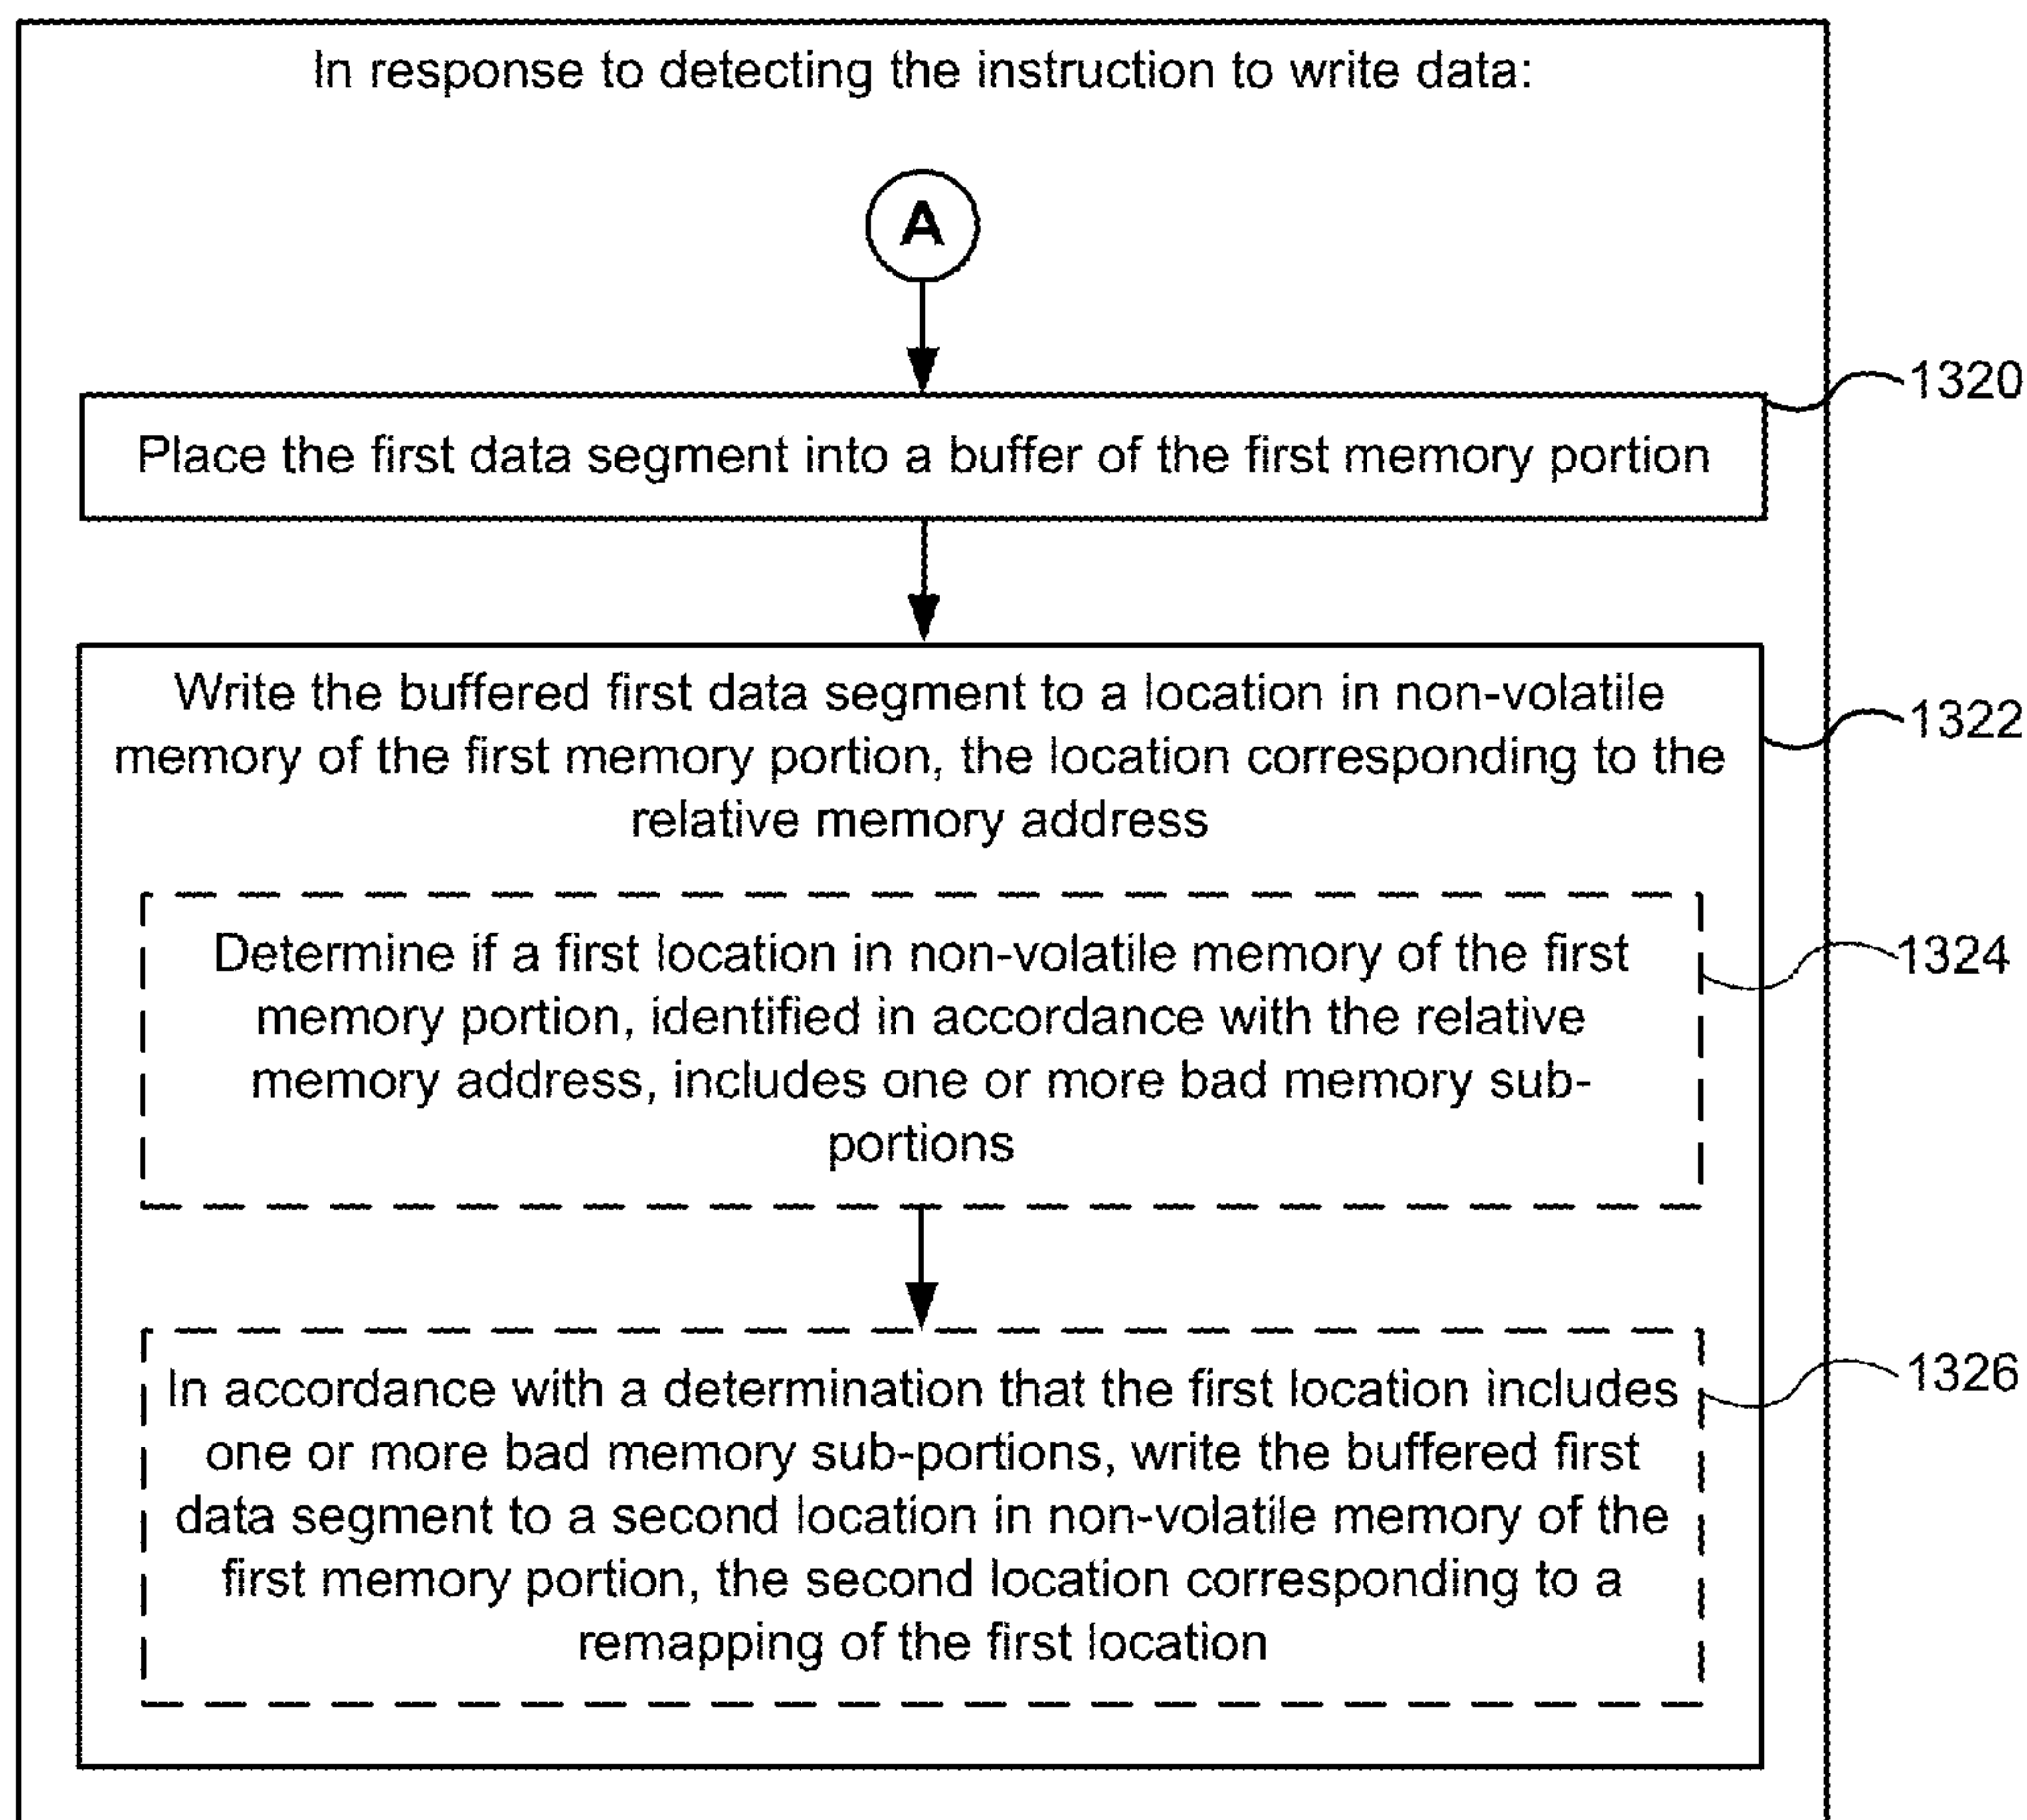 In response to detecting the instruction to write data:
A
1320
Place the first data segment into a buffer of the first memory portion
Write the buffered first data segment to a location in non-volatile
1322
memory of the first memory portion, the location corresponding to the
relative memory address
Determine if a first location in non-volatile memory of the first
1324
memory portion, identified in accordance with the relative
memory address, includes one or more bad memory sub-
portions
1326
In accordance with a determination that the first location includes
one or more bad memory sub-portions, write the buffered first
data segment to a second location in non-volatile memory of the
first memory portion, the second location corresponding to a
remapping of the first location